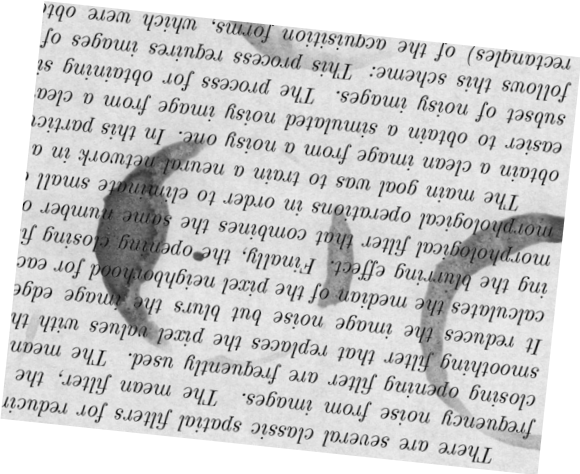 There are several classic spatial filters for reducin
frequency noise from images. The mean filter, the
closing opening filter are frequently used. The mean
smoothing filter that replaces the pixel values with th
It reduces the image noise but blurs the image edge
calculates the median of the pixel neighborhood for eac
ing the blurring effect. Finally, the opening closing fi
morphological filter that combines the same number o
morphological operations in order to eliminate small
The main goal was to train a neural network in a
obtain a clean image from a noisy one. In this particu
easier to obtain a simulated noisy image from a clea
subset of noisy images. The process for obtaining si
follows this scheme: This process requires images of
rectangles) of the acquisition forms, which were obt